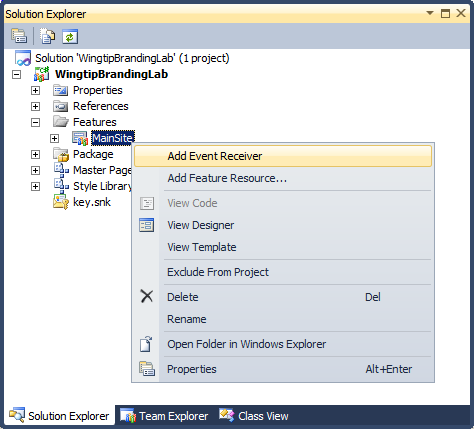 Solution Explorer
Solution 'WingtipBrandingLab' (1 project)
WingtipBrandingLab
Properties
References
Features
MainSite
Package
Master Page
Style Library
key.snk
Add Event Receiver
Add Feature Resource...
View Code
View Designer
View Template
Exclude From Project
Delete Del
Rename
Open Folder in Windows Explorer
Properties Alt+Enter
Solution Explorer Team Explorer Class View